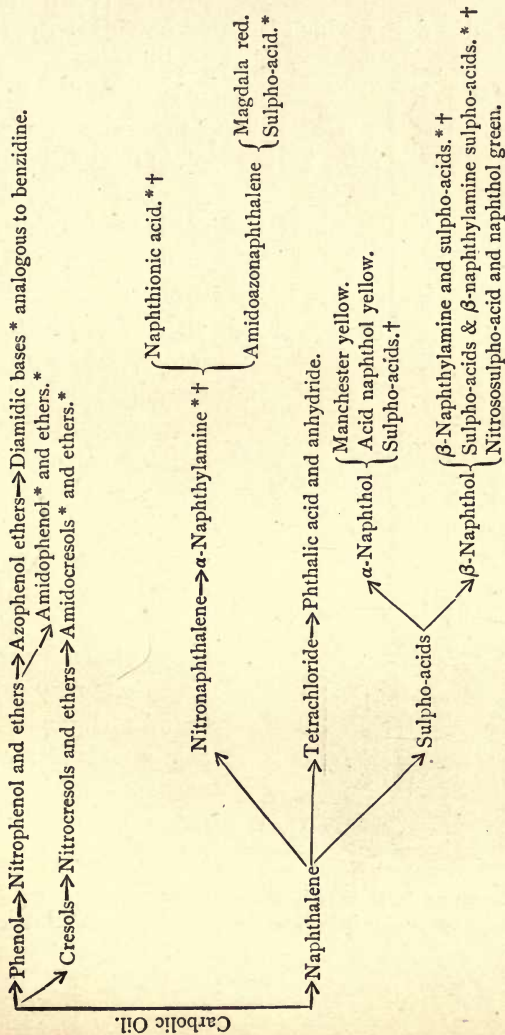 Carbolic Oil.
Phenol→Nitrophenol and ethers→Azophenol ethers→Diamidic bases* analogous to benzidine.
Amidophenol* and ethers.*
Cresols→Nitrocresols and ethers→Amidocresols* and ethers.*
Naphthalene
Nitronaphthalene→α-Naphthylamine*†
Naphthionic acid.*†
Amidoazonaphthalene
Magdala red.
Sulpho-acid.*
Tetrachloride→Phthalic acid and anhydride.
Sulpho-acids
α-Naphthol
Manchester yellow.
Acid naphthol yellow.
Sulpho-acids.†
β-Naphthol
β-Naphthylamine and sulpho-acids.*†
Sulpho-acids & β-naphthylamine sulpho-acids.*†
Nitrososulpho-acid and naphthol green.